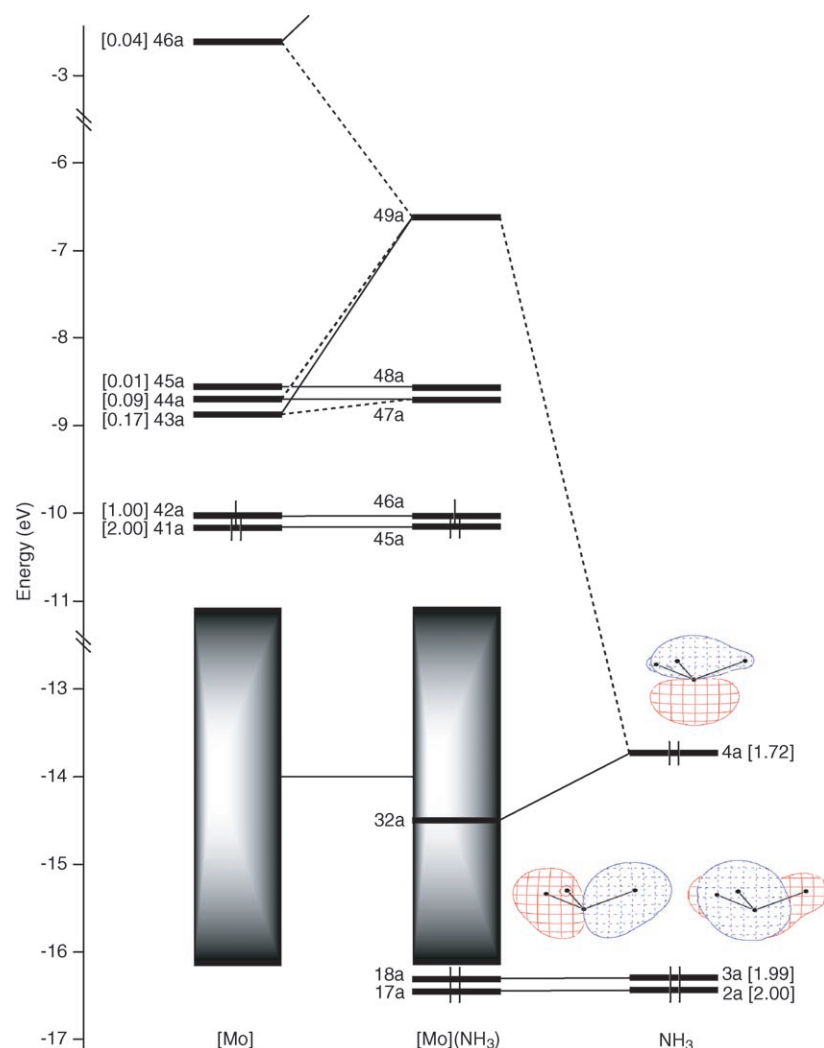 [0.04] 46a
-3
-6
49a
-7
-8
[0.01] 45a
48a
[0.09] 44a
[0.17] 43a
47a
-9
[1.00] 42a
46a
-10
[2.00] 41a
45a
Energy (eV)
-11
-13
4a [1.72]
-14
32a
-15
-16
18a
3a [1.99]
17a
2a [2.00]
-17
[Mo]
[Mo](NH₃)
NH₃